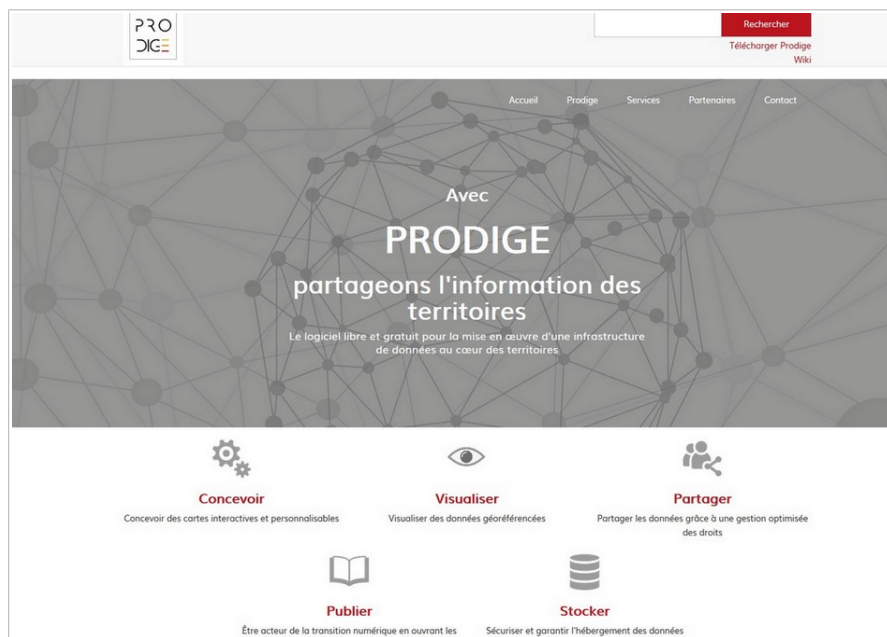 PRO
DIGE
Rechercher
Télécharger Prodige
Wiki
Accueil Prodige Services Partenaires Contact
Avec
PRODIGE
partageons l'information des
territoires
Le logiciel libre et gratuit pour la mise en œuvre d'une infrastructure
de données au cœur des territoires
Concevoir
Concevoir des cartes interactives et personnalisables
Visualiser
Visualiser des données géoréférencées
Partager
Partager les données grâce à une gestion optimisée
des droits
Publier
Être acteur de la transition numérique en ouvrant les
Stocker
Sécuriser et garantir l'hébergement des données